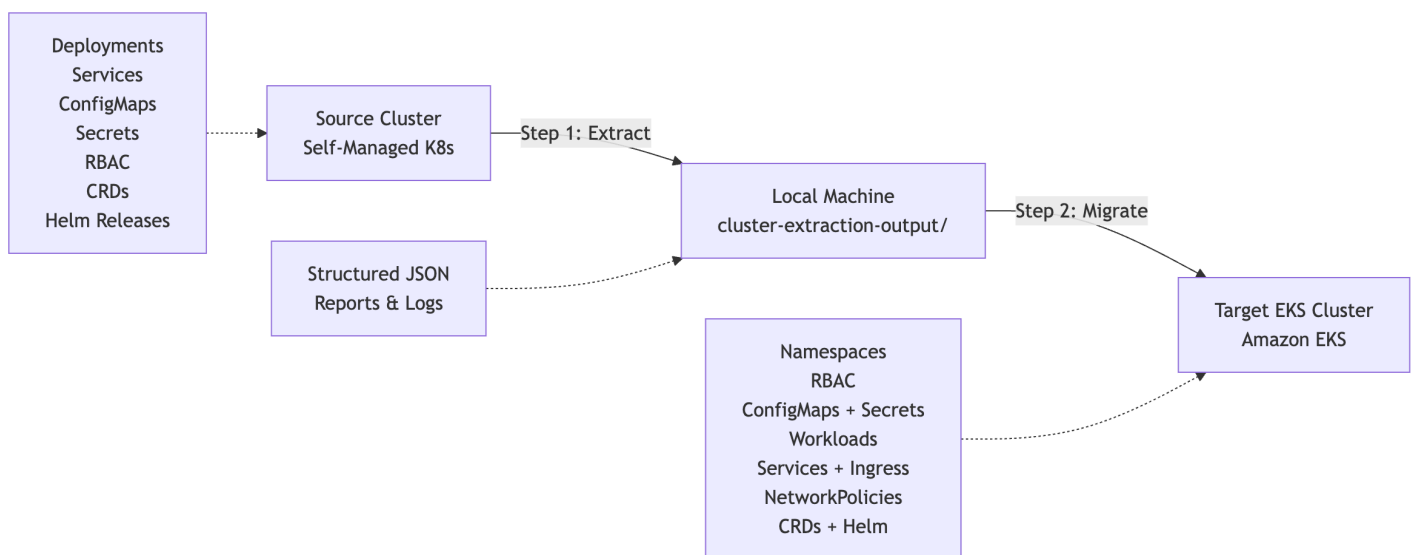 Deployments
Services
ConfigMaps
Secrets
RBAC
CRDs
Helm Releases
Source Cluster
Self-Managed K8s
Step 1: Extract
Structured JSON
Reports & Logs
Local Machine
cluster-extraction-output/
Step 2: Migrate
Namespaces
RBAC
ConfigMaps + Secrets
Workloads
Services + Ingress
NetworkPolicies
CRDs + Helm
Target EKS Cluster
Amazon EKS